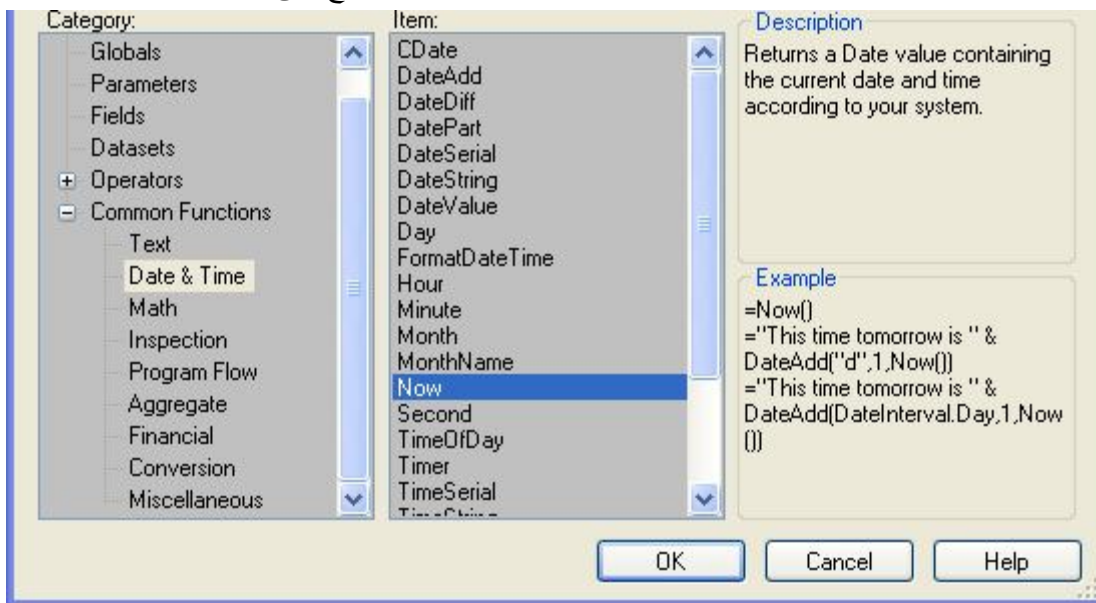 Category:
Globals
Parameters
Fields
Datasets
Operators
Common Functions
Text
Date & Time
Math
Inspection
Program Flow
Aggregate
Financial
Conversion
Miscellaneous
Item:
CDate
DateAdd
DateDiff
DatePart
DateSerial
DateString
DateValue
Day
FormatDateTime
Hour
Minute
Month
MonthName
Now
Second
TimeOfDay
Timer
TimeSerial
TimeString
Description
Returns a Date value containing
the current date and time
according to your system.
Example
=Now()
="This time tomorrow is " &
DateAdd("d",1,Now())
="This time tomorrow is " &
DateAdd(DateInterval.Day,1,Now
())
OK
Cancel
Help